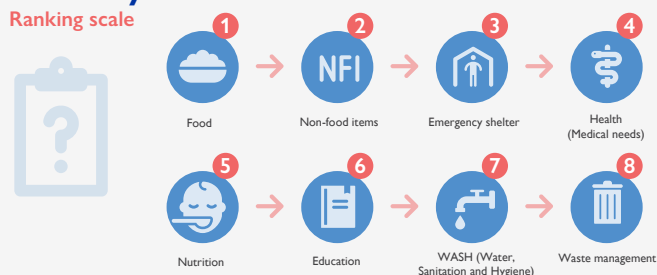 Ranking scale
1
2
3
4
NFI
Food
Non-food items
Emergency shelter
Health
(Medical needs)
5
6
7
8
Nutrition
Education
WASH (Water,
Sanitation and Hygiene)
Waste management